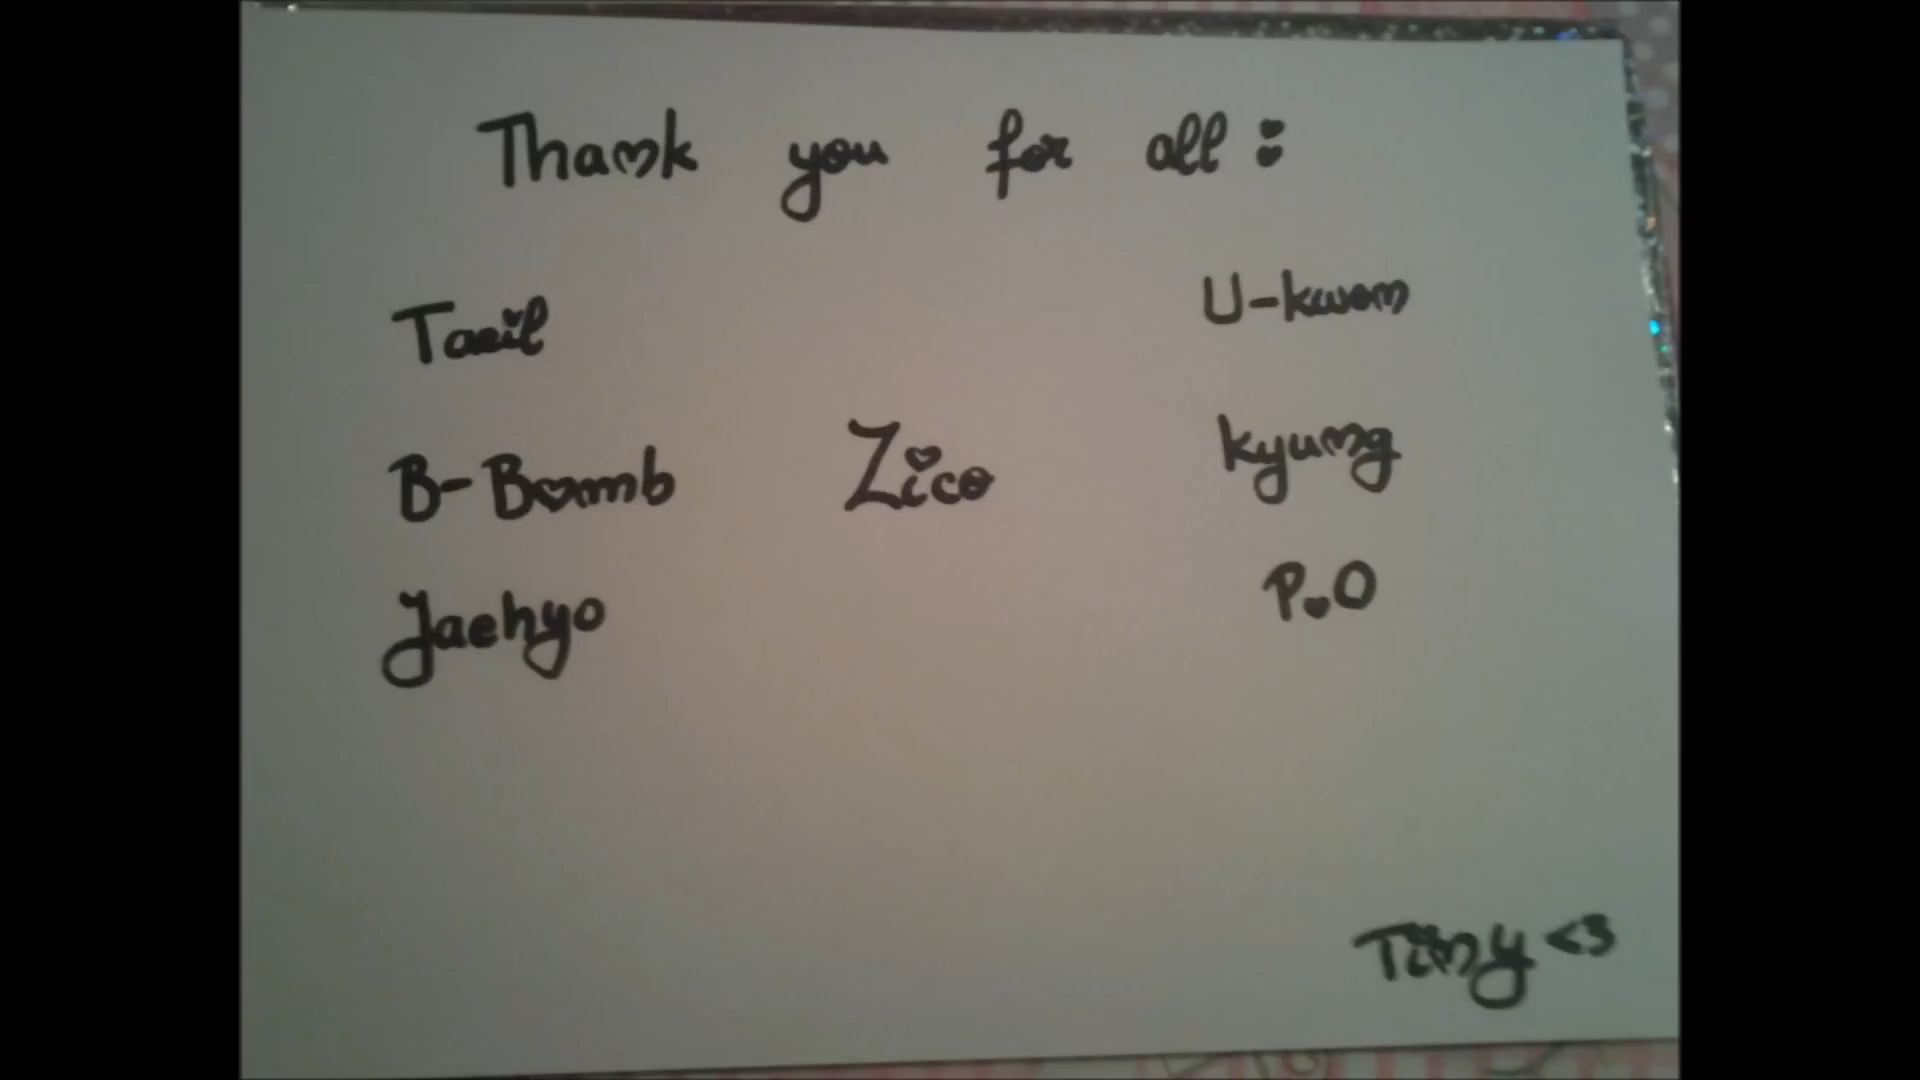 Thank you for all :
Taeil
U-kwon
B-Bomb
Zico
kyung
Jaehyo
P.O
Tiny <3